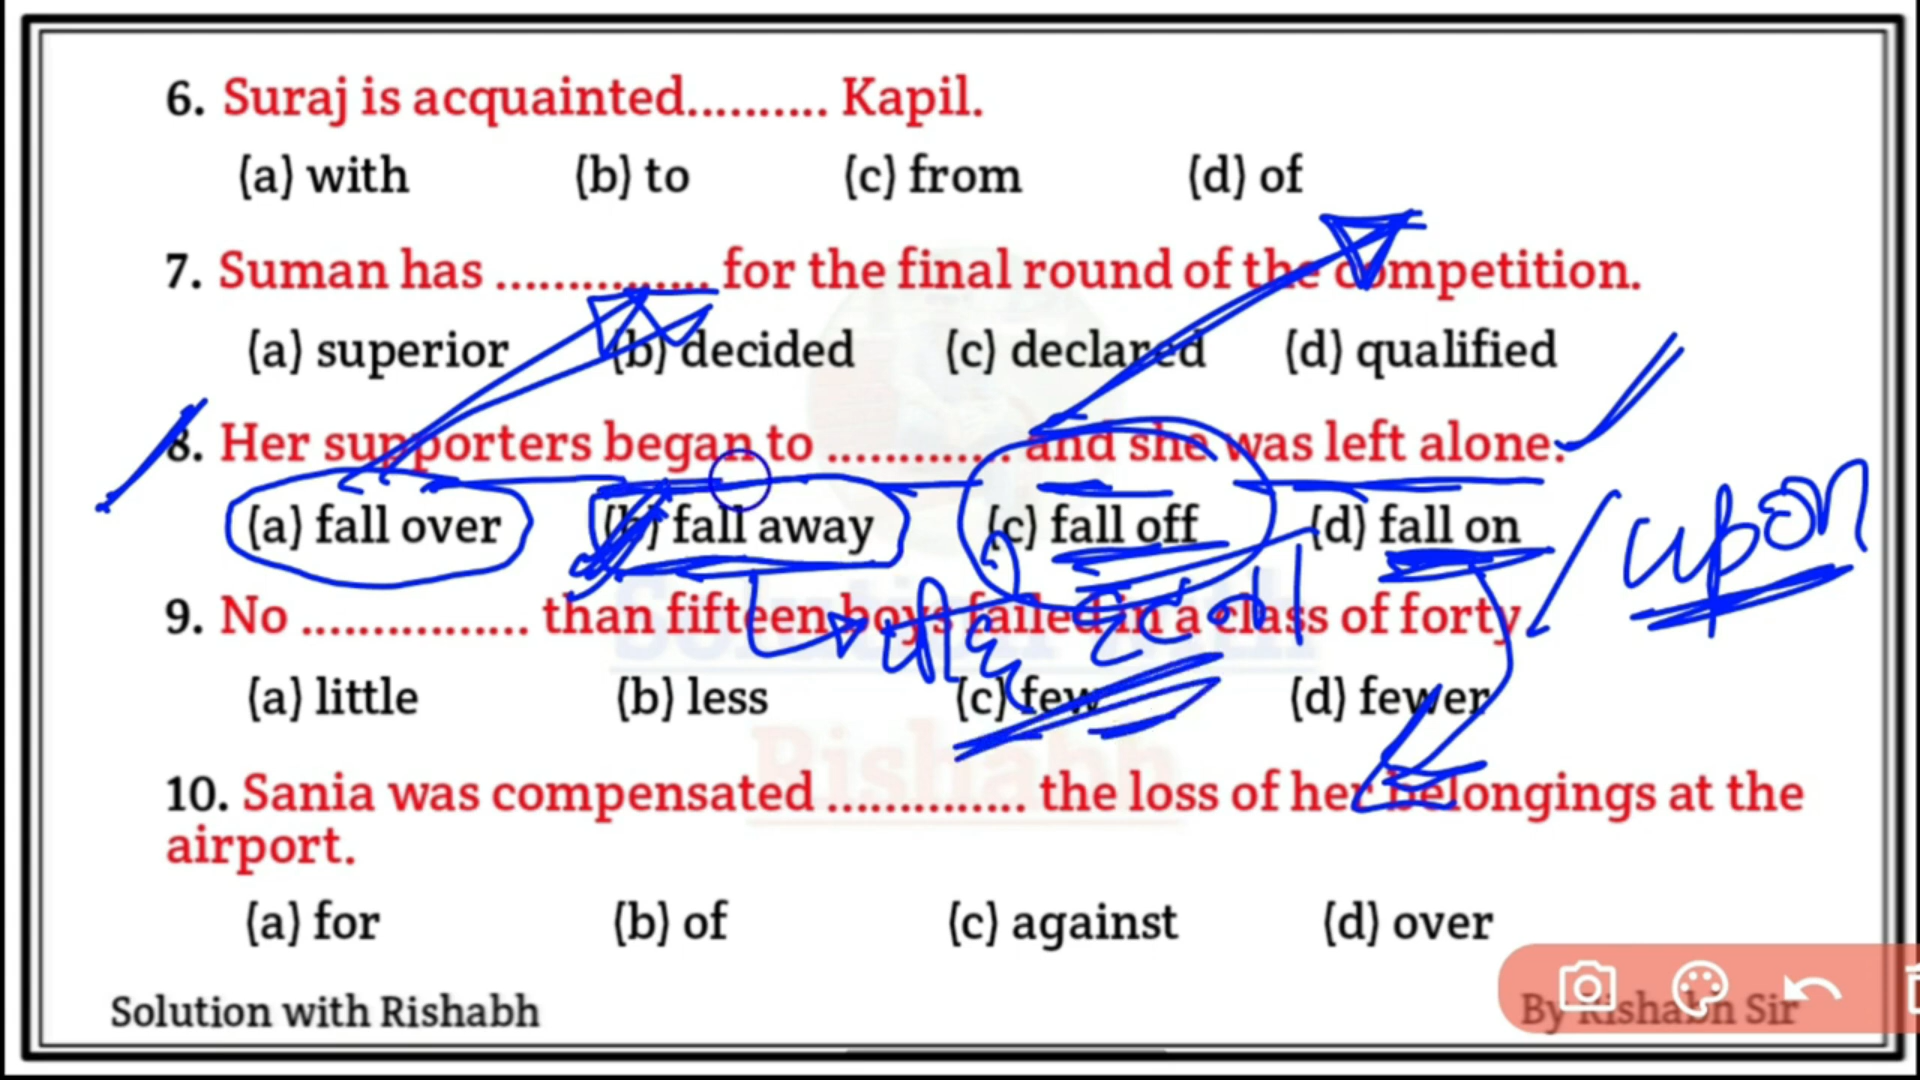 6. Suraj is acquainted.......... Kapil.
(a) with (b) to (c) from (d) of
7. Suman has ............... for the final round of the competition.
(a) superior (b) decided (c) declared (d) qualified
8. Her supporters began to ............. and she was left alone.
(a) fall over (b) fall away (c) fall off (d) fall on
upon
9. No ................ than fifteen boys failed in a class of forty
(a) little (b) less (c) few (d) fewer
10. Sania was compensated .............. the loss of her belongings at the
airport.
(a) for (b) of (c) against (d) over
Solution with Rishabh
Rishabh
Solution with Rishabh By Rishabh Sir